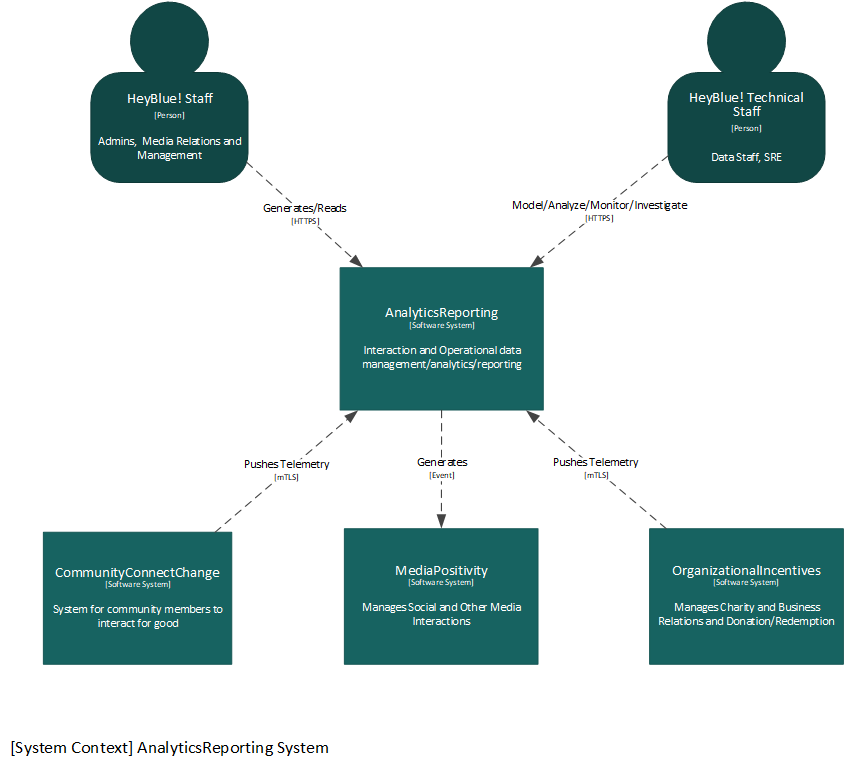 HeyBlue! Staff
[Person]
Admins, Media Relations and
Management
HeyBlue! Technical
Staff
[Person]
Data Staff, SRE
Generates/Reads
[HTTPS]
Model/Analyze/Monitor/Investigate
[HTTPS]
AnalyticsReporting
[Software System]
Interaction and Operational data
management/analytics/reporting
Pushes Telemetry
[mTLS]
Generates
[Event]
Pushes Telemetry
[mTLS]
CommunityConnectChange
[Software System]
System for community members to
interact for good
MediaPositivity
[Software System]
Manages Social and Other Media
Interactions
OrganizationalIncentives
[Software System]
Manages Charity and Business
Relations and Donation/Redemption
[System Context] AnalyticsReporting System